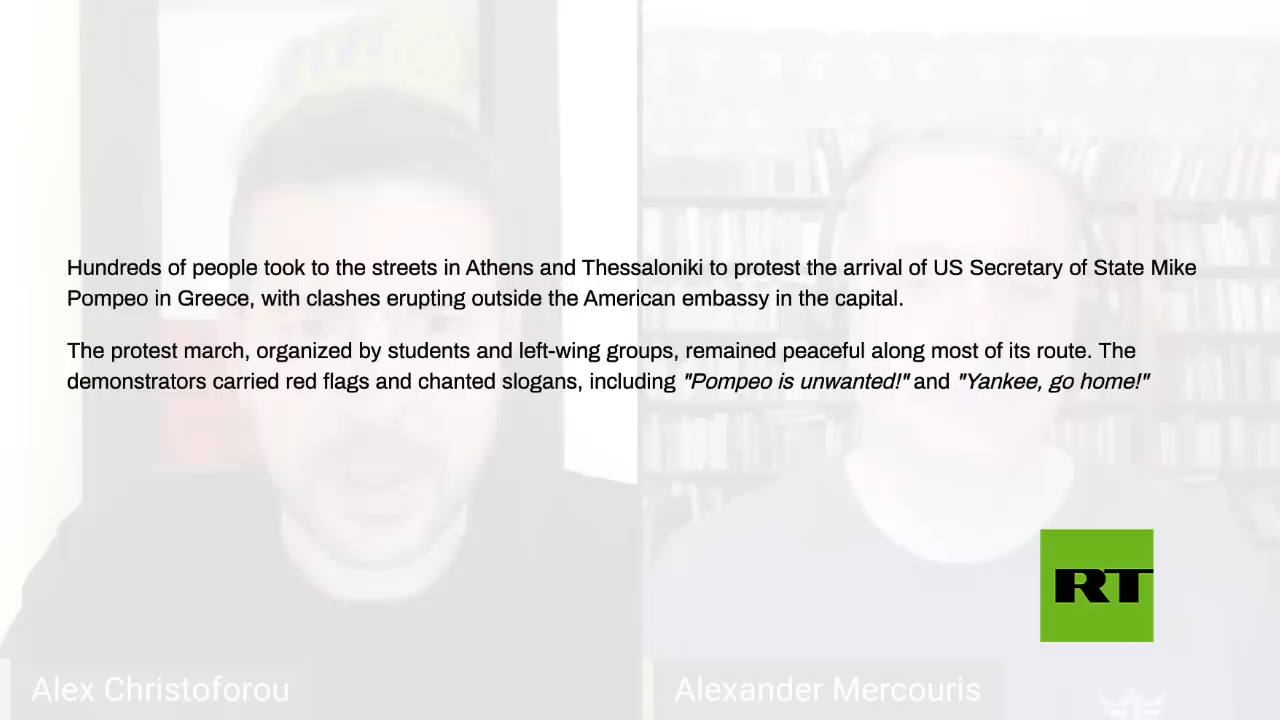 Hundreds of people took to the streets in Athens and Thessaloniki to protest the arrival of US Secretary of State Mike
Pompeo in Greece, with clashes erupting outside the American embassy in the capital.
The protest march, organized by students and left-wing groups, remained peaceful along most of its route. The
demonstrators carried red flags and chanted slogans, including "Pompeo is unwanted!" and "Yankee, go home!"
RT
Alex Christoforou
Alexander Mercouris